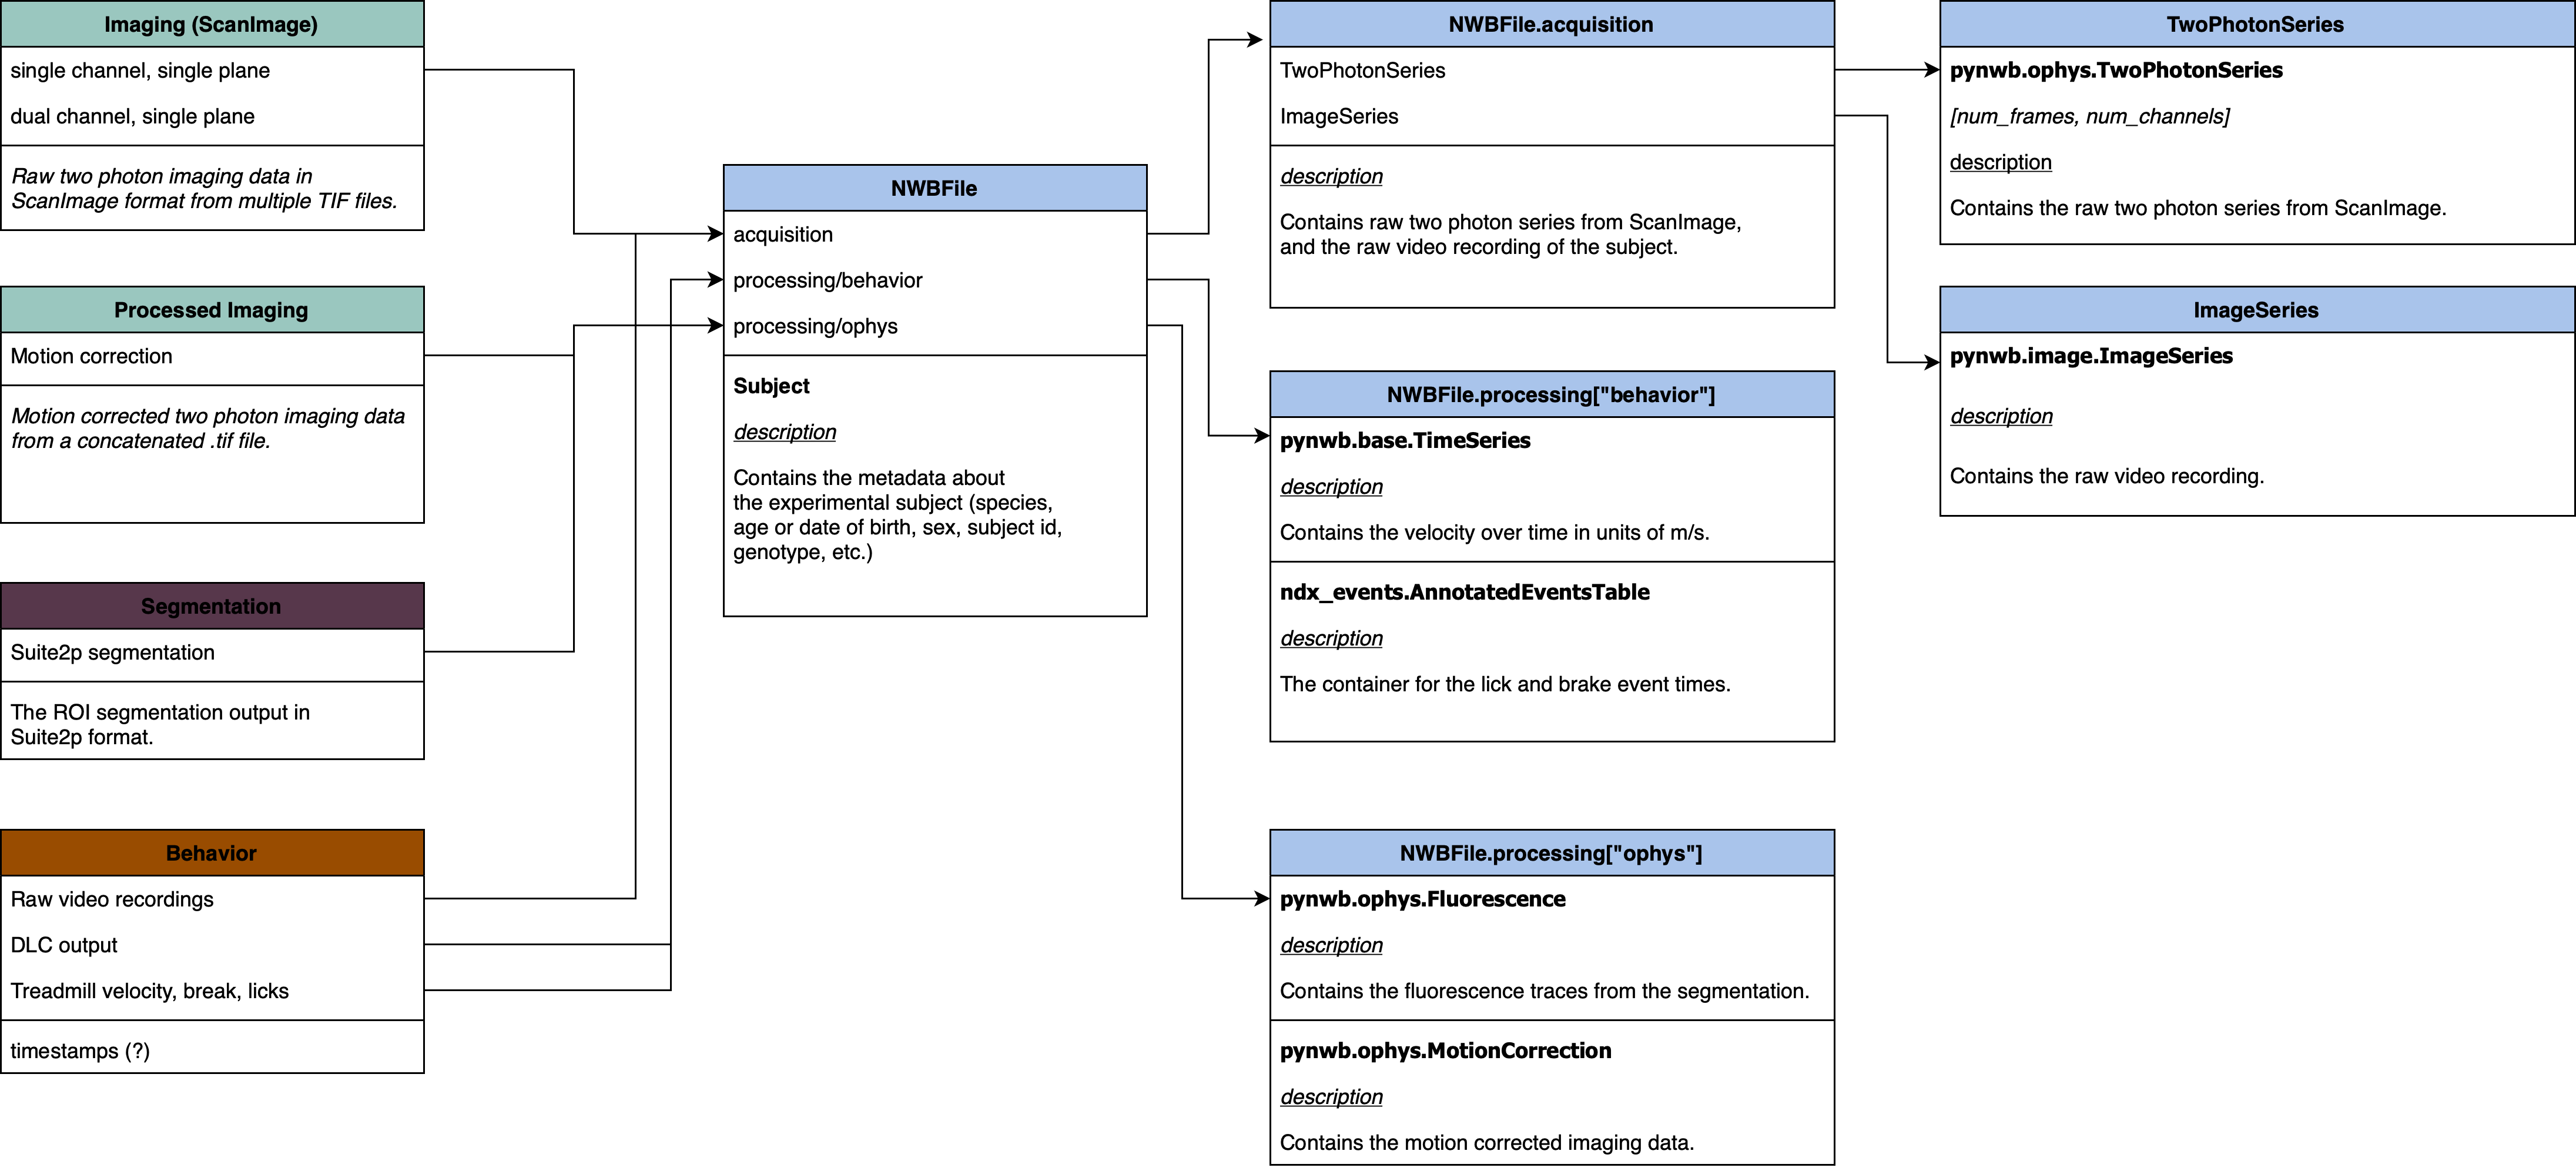 Imaging (ScanImage)
single channel, single plane
dual channel, single plane
Raw two photon imaging data in
ScanImage format from multiple TIF files.
Processed Imaging
Motion correction
Motion corrected two photon imaging data
from a concatenated .tif file.
Segmentation
Suite2p segmentation
The ROI segmentation output in
Suite2p format.
Behavior
Raw video recordings
DLC output
Treadmill velocity, break, licks
timestamps (?)
NWBFile
acquisition
processing/behavior
processing/ophys
Subject
description
Contains the metadata about
the experimental subject (species,
age or date of birth, sex, subject id,
genotype, etc.)
NWBFile.acquisition
TwoPhotonSeries
ImageSeries
description
Contains raw two photon series from ScanImage,
and the raw video recording of the subject.
NWBFile.processing["behavior"]
pynwb.base.TimeSeries
description
Contains the velocity over time in units of m/s.
ndx_events.AnnotatedEventsTable
description
The container for the lick and brake event times.
NWBFile.processing["ophys"]
pynwb.ophys.Fluorescence
description
Contains the fluorescence traces from the segmentation.
pynwb.ophys.MotionCorrection
description
Contains the motion corrected imaging data.
TwoPhotonSeries
pynwb.ophys.TwoPhotonSeries
[num_frames, num_channels]
description
Contains the raw two photon series from ScanImage.
ImageSeries
pynwb.image.ImageSeries
description
Contains the raw video recording.